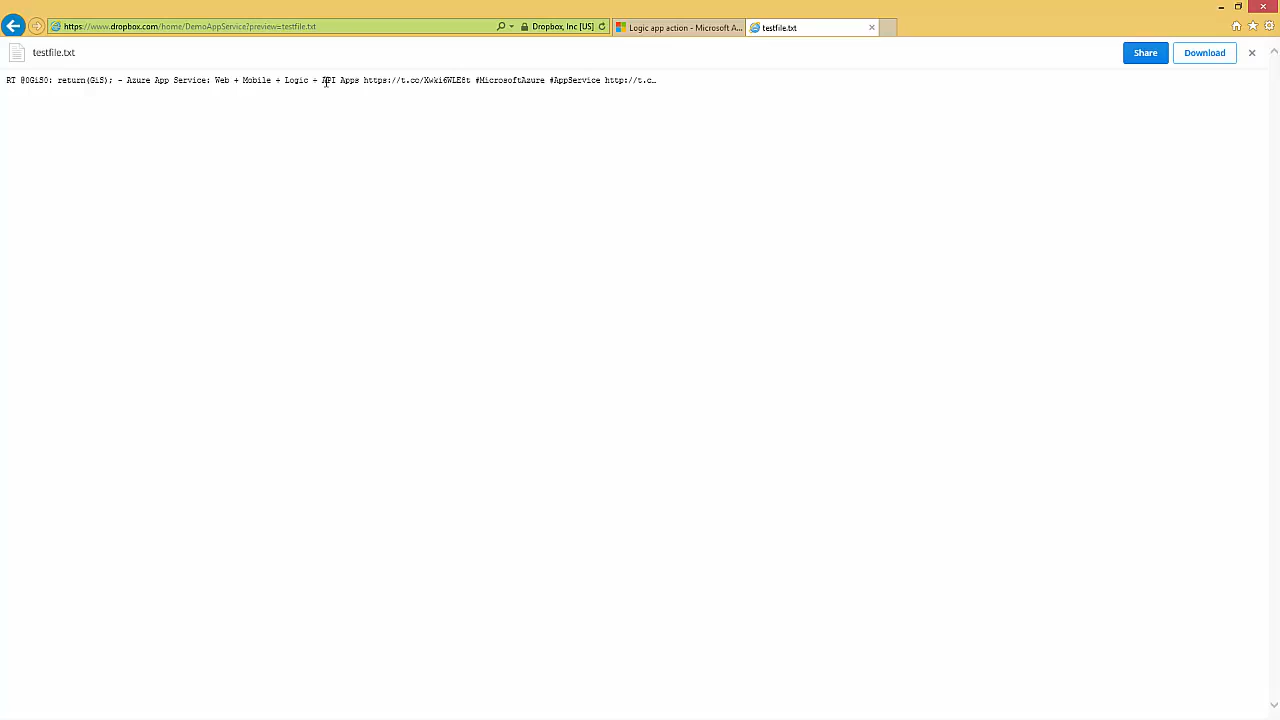 https://www.dropbox.com/home/DemoAppService?preview=testfile.txt
Dropbox, Inc [US]
Logic app action - Microsoft A...
testfile.txt
testfile.txt
Share
Download
RT @0GiS0: return(GiS); - Azure App Service: Web + Mobile + Logic + API Apps https://t.co/XwXi6WLE8t #MicrosoftAzure #AppService http://t.c…